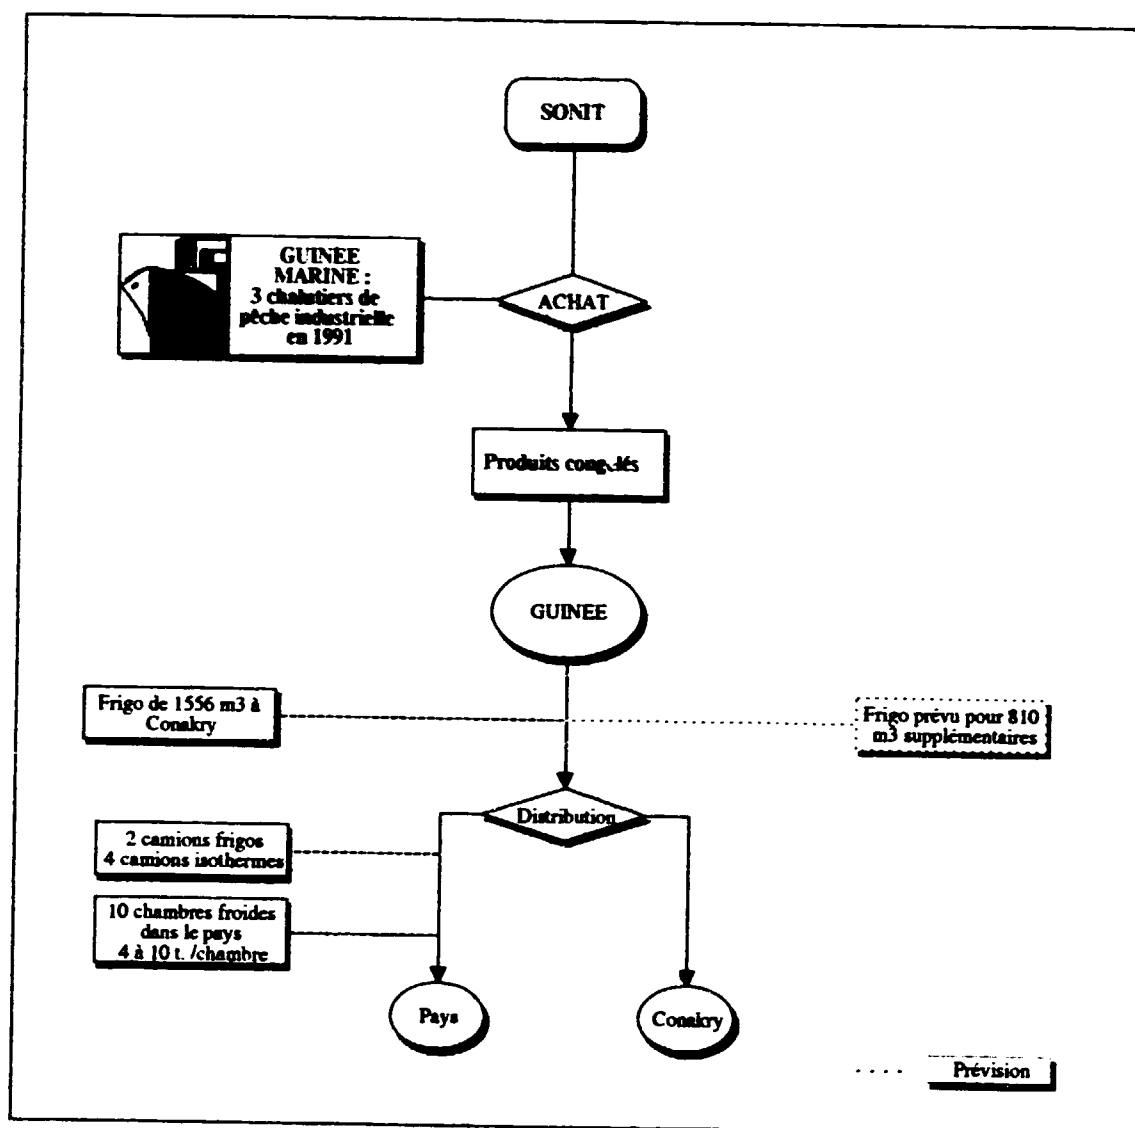 SONIT
GUINEE
MARINE :
3 chalutiers de
pêche industrielle
en 1991
ACHAT
Produits congelés
GUINEE
Frigo de 1556 m3 à
Conakry
Frigo prévu pour 810
m3 supplémentaires
Distribution
2 camions frigos
4 camions isothermes
10 chambres froides
dans le pays
4 à 10 t. /chambre
Pays
Conakry
Prévision